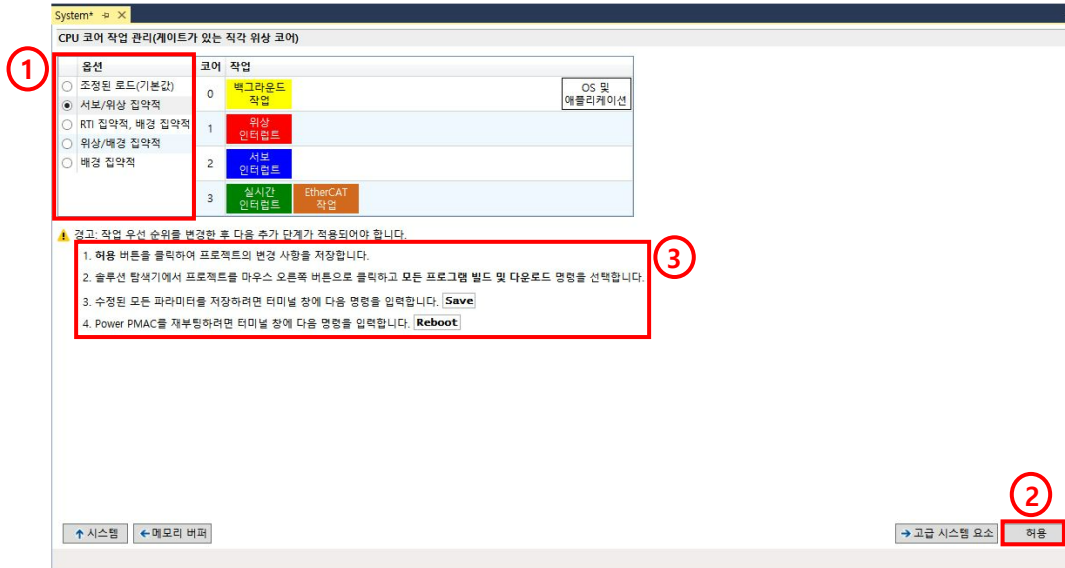 System*
CPU 코어 작업 관리(게이트가 있는 직각 위상 코어)
1
옵션 코어 작업
조정된 로드(기본값)
서보/위상 집약적
RTI 집약적, 배경 집약적
위상/배경 집약적
배경 집약적
0 백그라운드
작업
OS 및
애플리케이션
1 위상
인터럽트
2 서보
인터럽트
3 실시간
인터럽트
EtherCAT
작업
경고: 작업 우선 순위를 변경한 후 다음 추가 단계가 적용되어야 합니다.
3
1. 허용 버튼을 클릭하여 프로젝트의 변경 사항을 저장합니다.
2. 솔루션 탐색기에서 프로젝트를 마우스 오른쪽 버튼으로 클릭하고 모든 프로그램 빌드 및 다운로드 명령을 선택합니다.
3. 수정된 모든 파라미터를 저장하려면 터미널 창에 다음 명령을 입력합니다. Save
4. Power PMAC를 재부팅하려면 터미널 창에 다음 명령을 입력합니다. Reboot
2
시스템 메모리 버퍼 고급 시스템 요소 허용